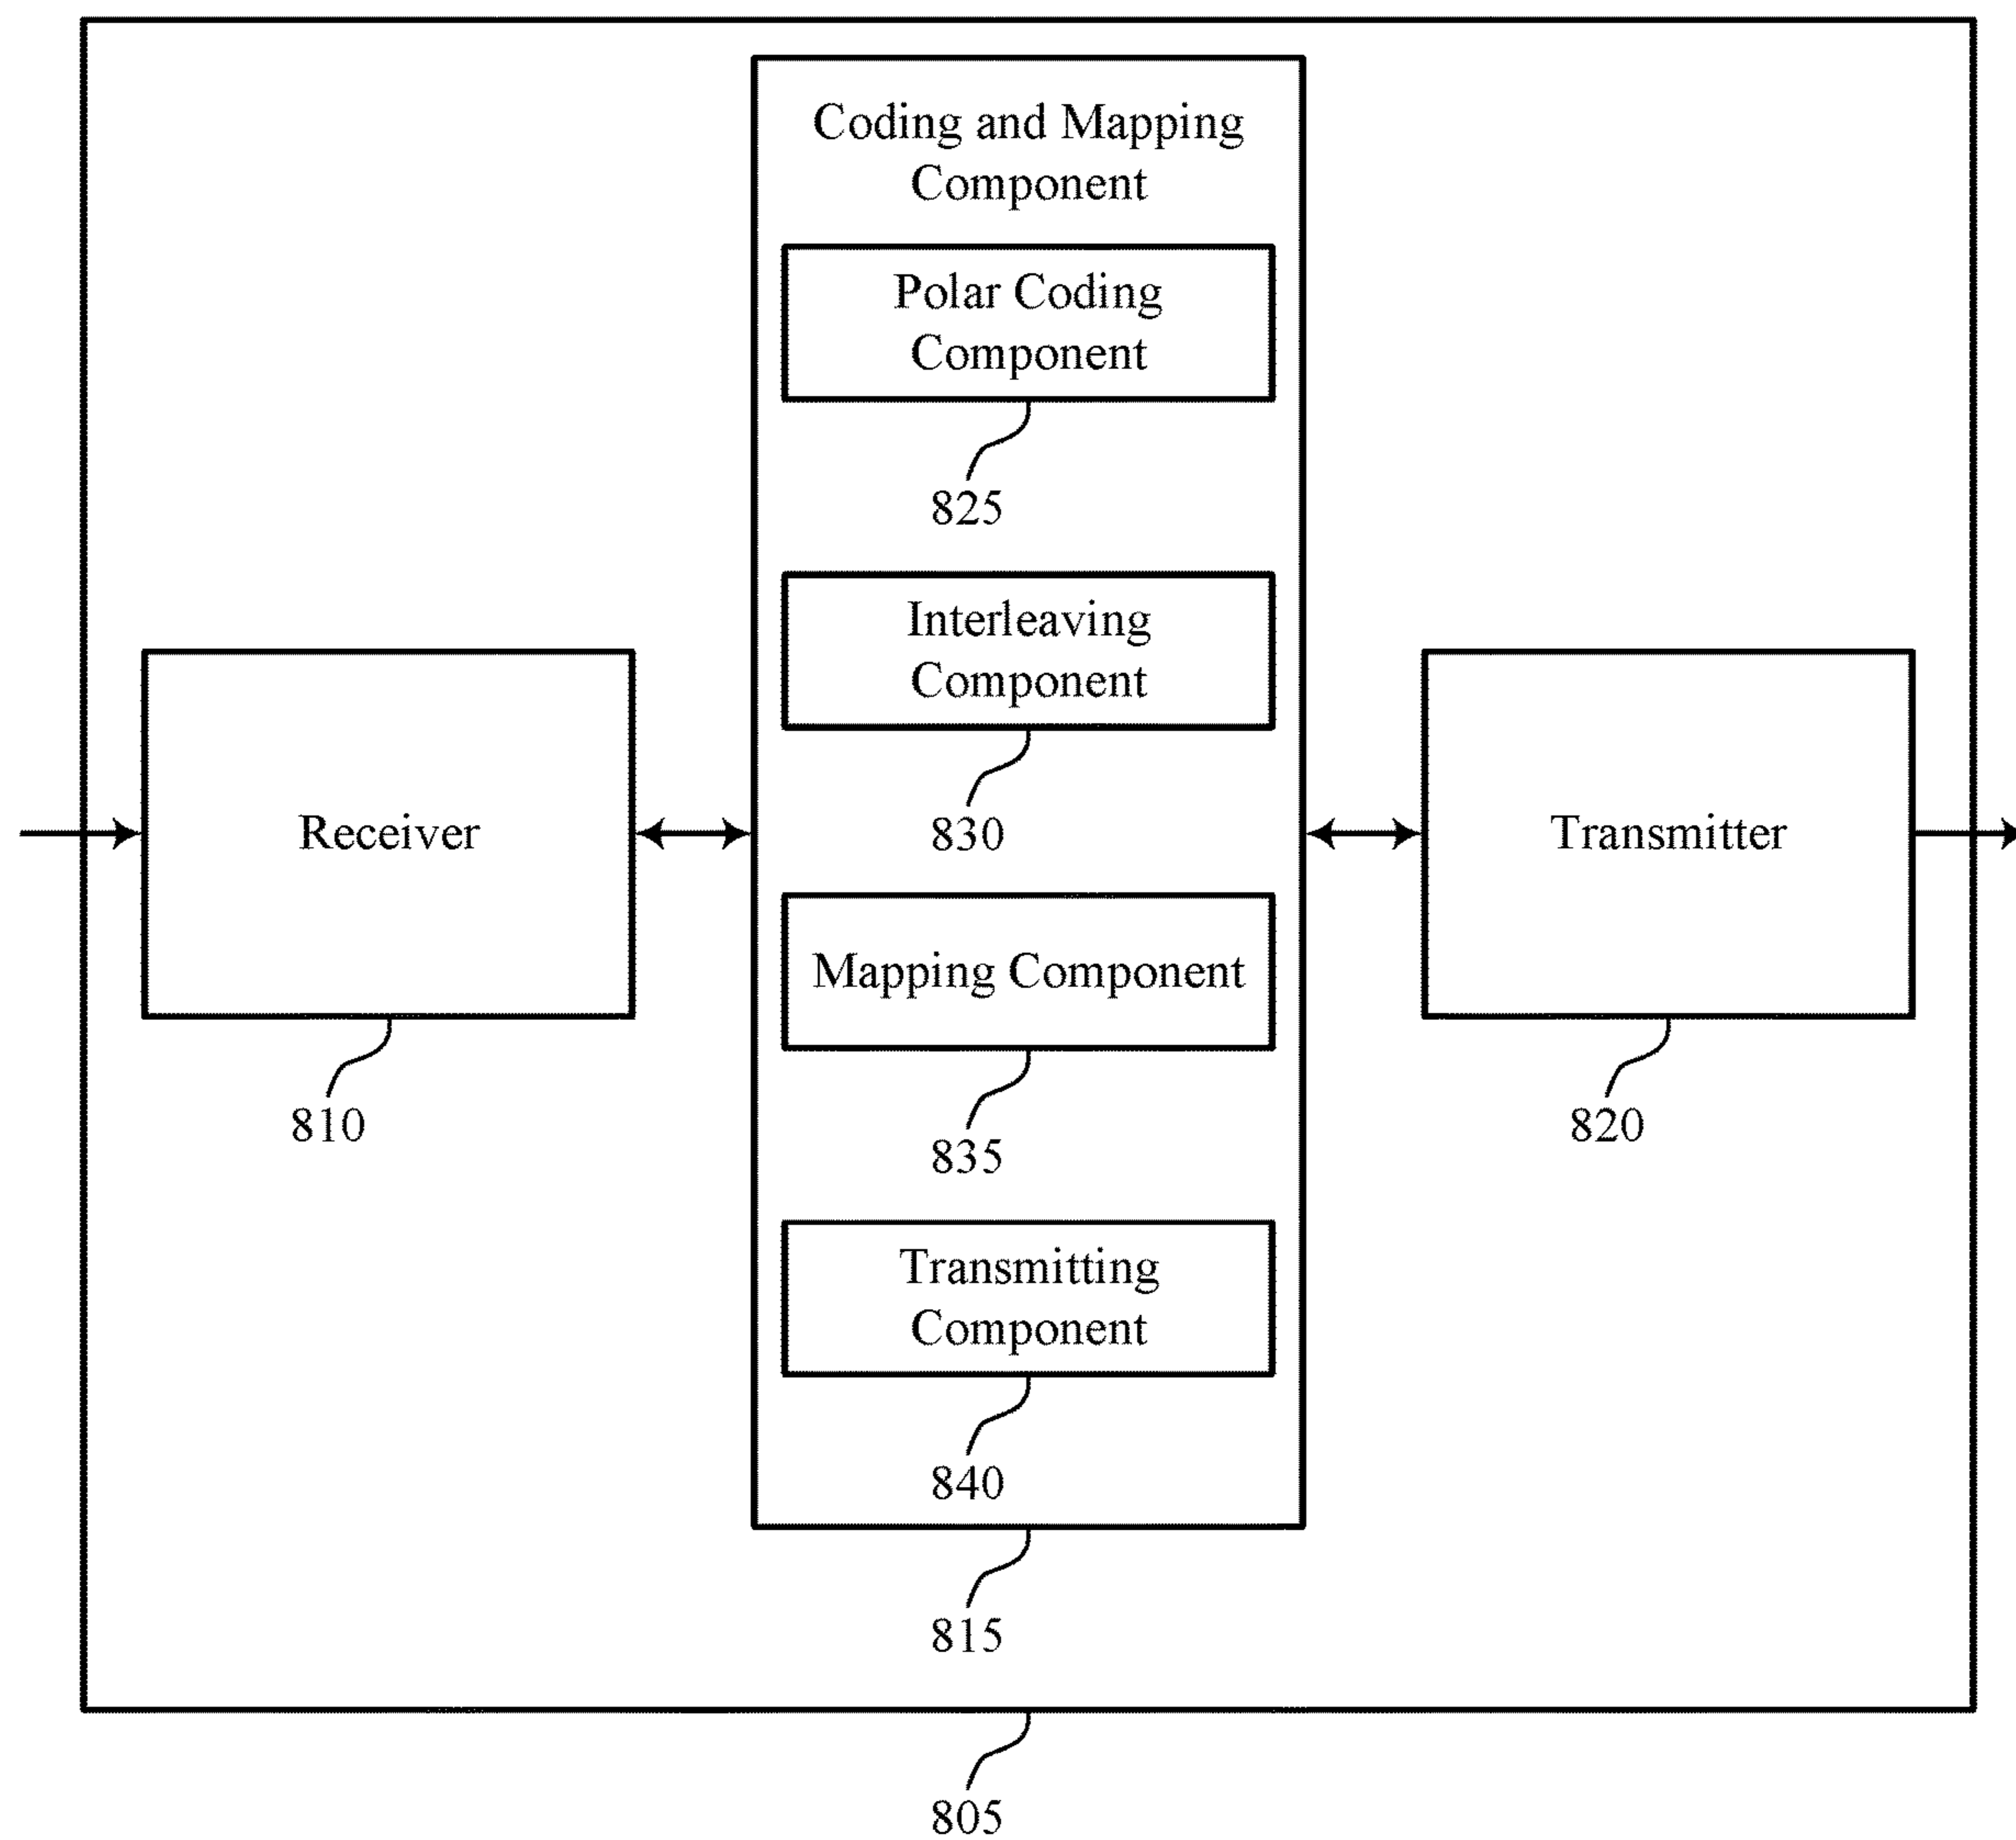 Coding and Mapping
Component
Polar Coding
Component
825
Interleaving
Component
830
Receiver
810
Mapping Component
835
Transmitter
820
Transmitting
Component
840
815
805